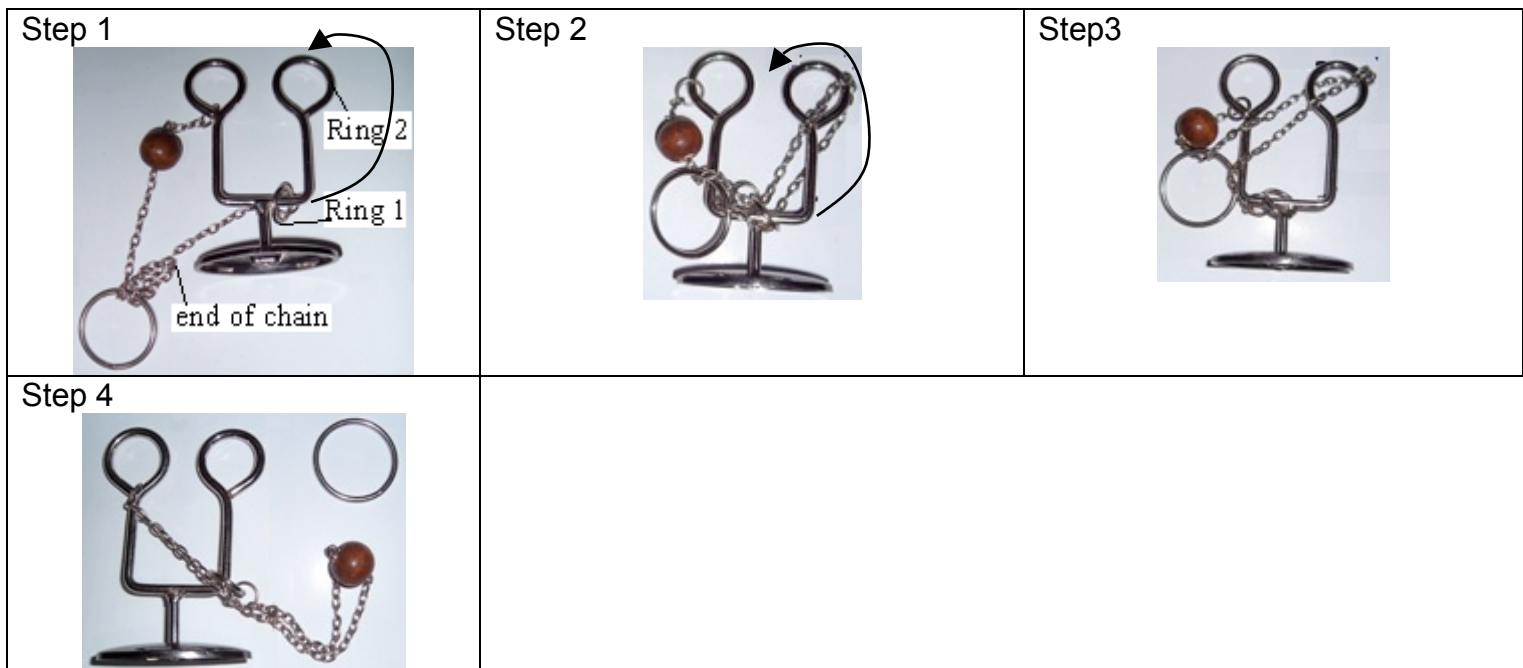 Step 1
Step 2
Step3
Ring 2
Ring 1
end of chain
Step 4